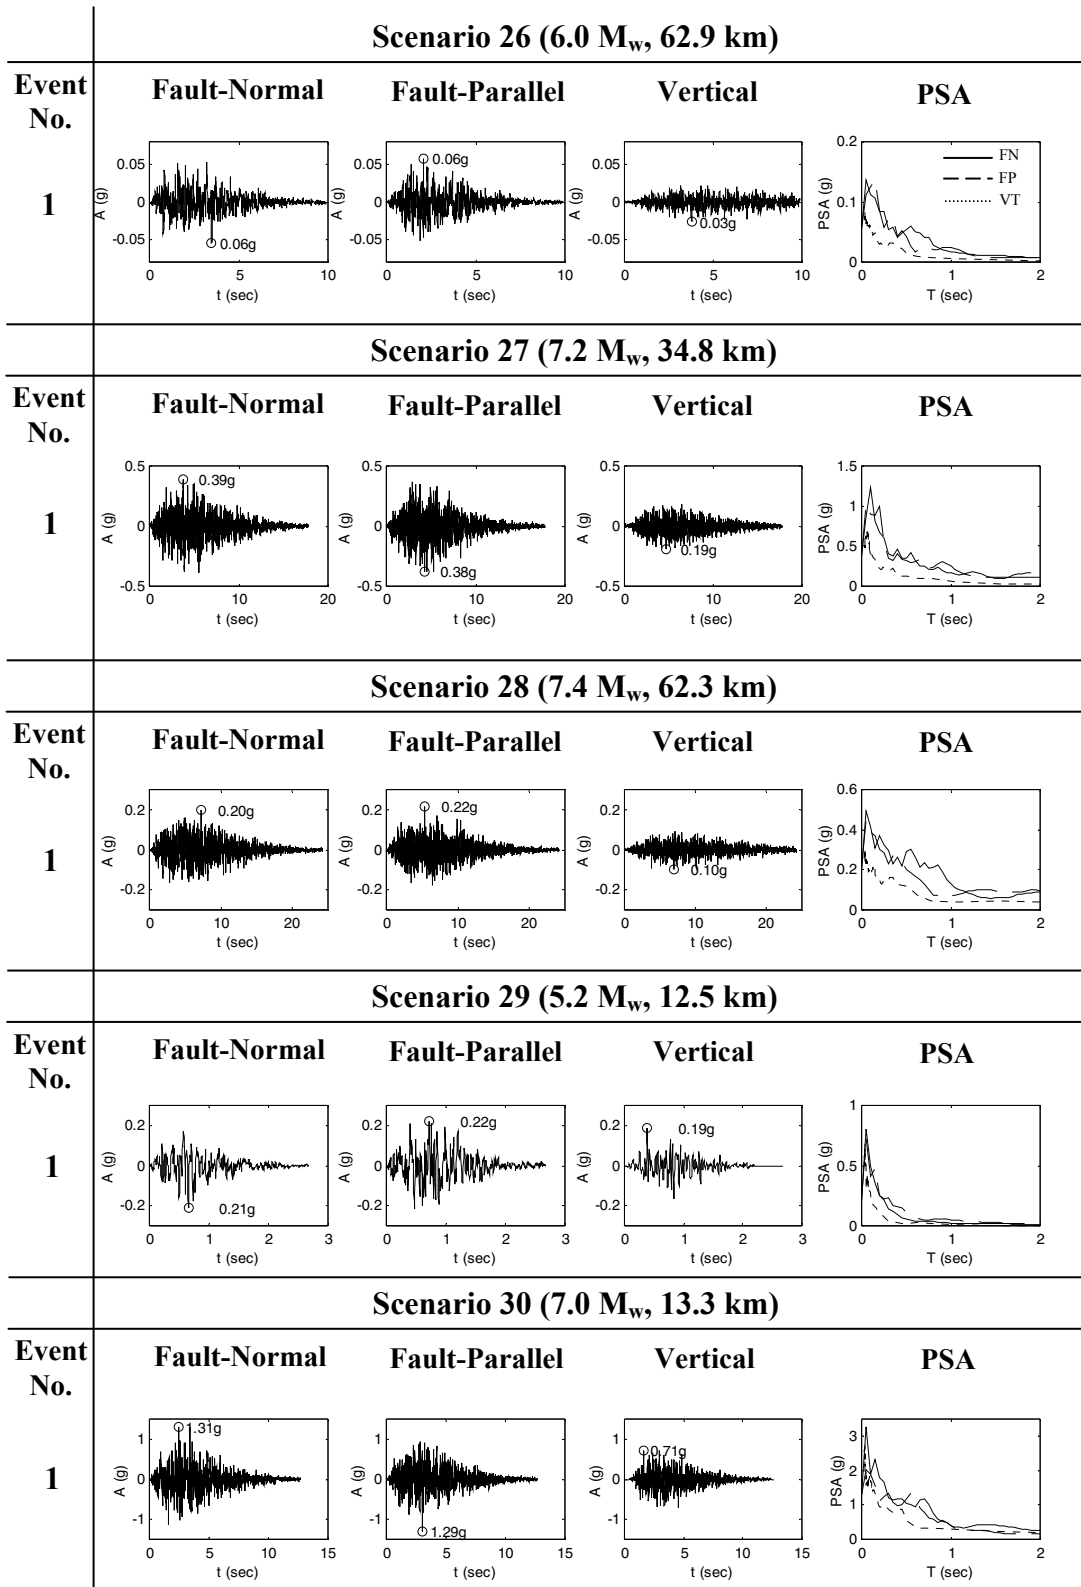 Scenario 26 (6.0 Mw, 62.9 km)
Event No.
Fault-Normal
Fault-Parallel
Vertical
PSA
1
0.05
0
-0.05
A (g)
0.06g
0 5 10
t (sec)
0.05
0
-0.05
A (g)
0.06g
0 5 10
t (sec)
0.05
0
-0.05
A (g)
0.03g
0 5 10
t (sec)
0.2
0.1
0
PSA (g)
FN
FP
VT
0 1 2
T (sec)
Scenario 27 (7.2 Mw, 34.8 km)
Event No.
Fault-Normal
Fault-Parallel
Vertical
PSA
1
0.5
0
-0.5
A (g)
0.39g
0 10 20
t (sec)
0.5
0
-0.5
A (g)
0.38g
0 10 20
t (sec)
0.5
0
-0.5
A (g)
0.19g
0 10 20
t (sec)
1.5
1
0.5
0
PSA (g)
0 1 2
T (sec)
Scenario 28 (7.4 Mw, 62.3 km)
Event No.
Fault-Normal
Fault-Parallel
Vertical
PSA
1
0.2
0
-0.2
A (g)
0.20g
0 10 20
t (sec)
0.2
0
-0.2
A (g)
0.22g
0 10 20
t (sec)
0.2
0
-0.2
A (g)
0.10g
0 10 20
t (sec)
0.6
0.4
0.2
0
PSA (g)
0 1 2
T (sec)
Scenario 29 (5.2 Mw, 12.5 km)
Event No.
Fault-Normal
Fault-Parallel
Vertical
PSA
1
0.2
0
-0.2
A (g)
0.21g
0 1 2 3
t (sec)
0.2
0
-0.2
A (g)
0.22g
0 1 2 3
t (sec)
0.2
0
-0.2
A (g)
0.19g
0 1 2 3
t (sec)
1
0.5
0
PSA (g)
0 1 2
T (sec)
Scenario 30 (7.0 Mw, 13.3 km)
Event No.
Fault-Normal
Fault-Parallel
Vertical
PSA
1
1
0
-1
A (g)
1.31g
0 5 10 15
t (sec)
1
0
-1
A (g)
1.29g
0 5 10 15
t (sec)
1
0
-1
A (g)
0.71g
0 5 10 15
t (sec)
3
2
1
0
PSA (g)
0 1 2
T (sec)